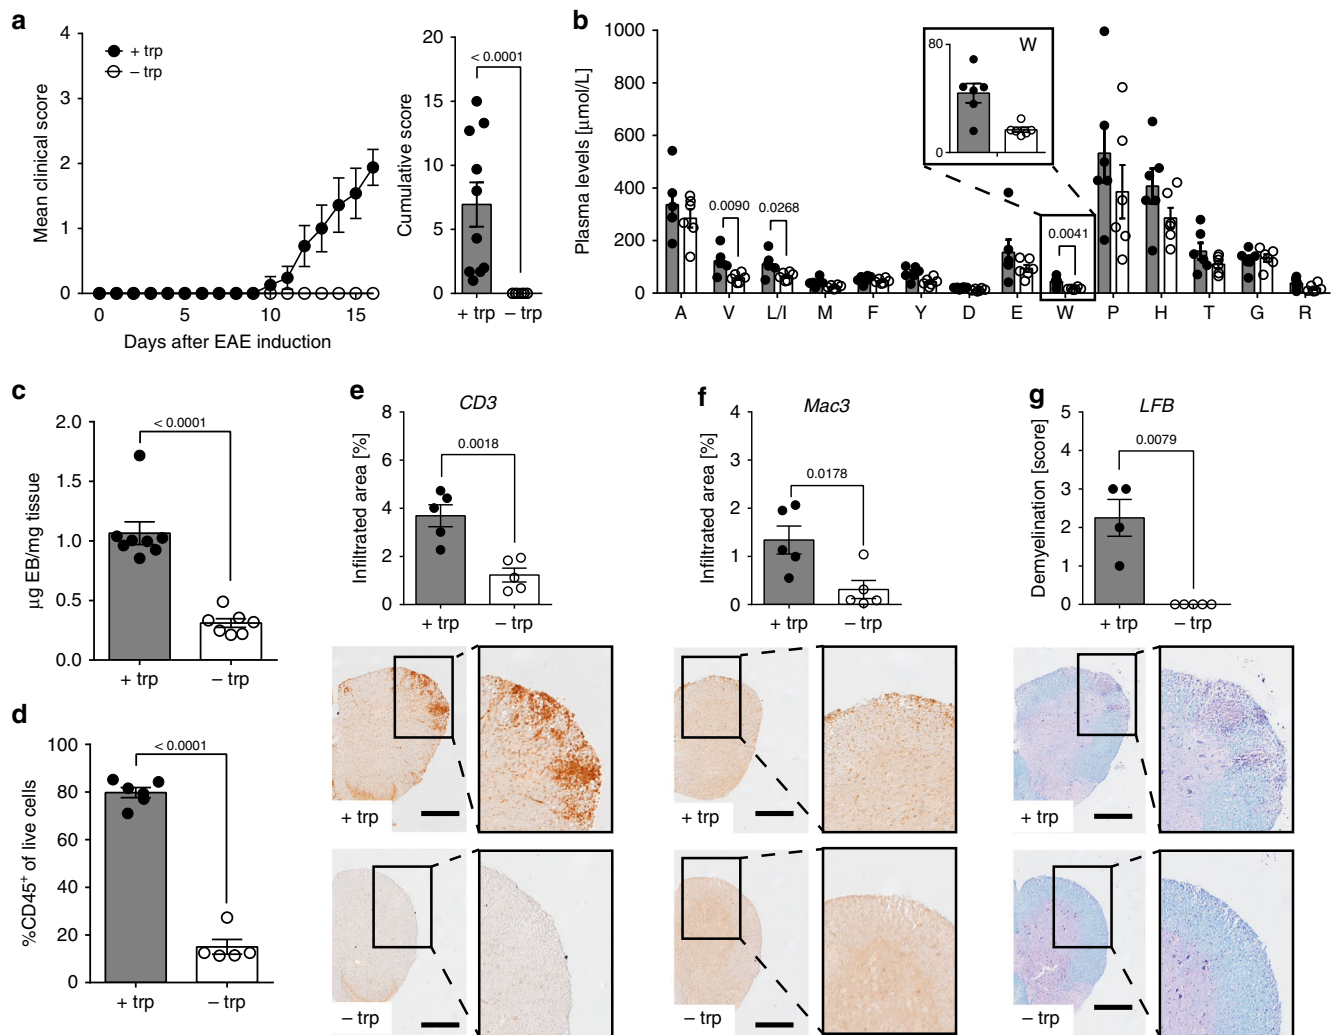 a
4
3
2
1
0
Mean clinical score
+ trp
– trp
0
5
10
15
Days after EAE induction
20
15
10
5
0
Cumulative score
< 0.0001
+ trp
– trp
b
1000
800
600
400
200
0
Plasma levels [µmol/L]
80
0
W
0.0090
0.0268
0.0041
A
V
L/I
M
F
Y
D
E
W
P
H
T
G
R
c
2.0
1.5
1.0
0.5
0.0
µg EB/mg tissue
< 0.0001
+ trp
– trp
d
100
80
60
40
20
0
%CD45+ of live cells
< 0.0001
+ trp
– trp
e
CD3
8
6
4
2
0
Infiltrated area [%]
0.0018
+ trp
– trp
+ trp
– trp
f
Mac3
4
3
2
1
0
Infiltrated area [%]
0.0178
+ trp
– trp
+ trp
– trp
g
LFB
5
4
3
2
1
0
Demyelination [score]
0.0079
+ trp
– trp
+ trp
– trp